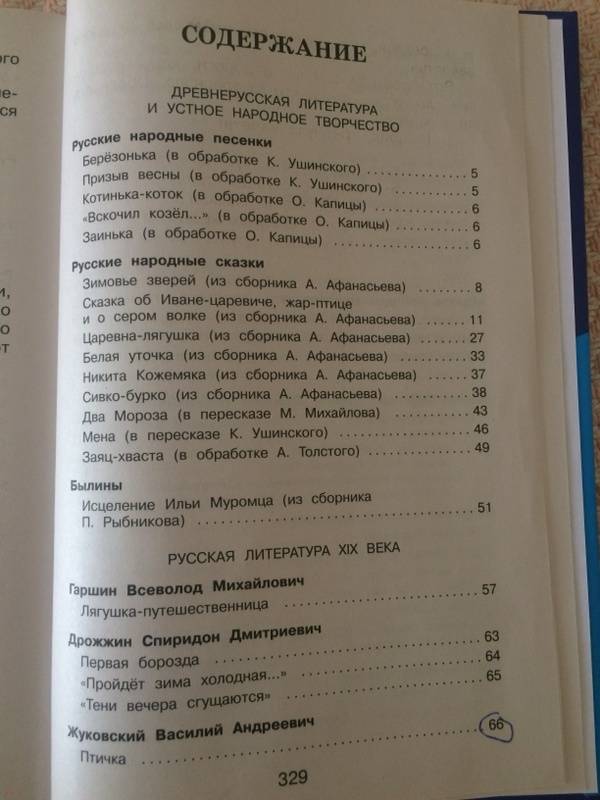 ого
ле-
ся
и,
о
о
от
СОДЕРЖАНИЕ
ДРЕВНЕРУССКАЯ ЛИТЕРАТУРА
И УСТНОЕ НАРОДНОЕ ТВОРЧЕСТВО
Русские народные песенки
Берёзонька (в обработке К. Ушинского) . . . . . . . . . . . . . . 5
Призыв весны (в обработке К. Ушинского) . . . . . . . . . . 5
Котинька-коток (в обработке О. Капицы) . . . . . . . . . . . . 6
«Вскочил козёл...» (в обработке О. Капицы) . . . . . . . . . 6
Заинька (в обработке О. Капицы) . . . . . . . . . . . . . . . . . . 6
Русские народные сказки
Зимовье зверей (из сборника А. Афанасьева) . . . . . . . 8
Сказка об Иване-царевиче, жар-птице
и о сером волке (из сборника А. Афанасьева) . . . . . 11
Царевна-лягушка (из сборника А. Афанасьева) . . . . . . 27
Белая уточка (из сборника А. Афанасьева) . . . . . . . . . 33
Никита Кожемяка (из сборника А. Афанасьева) . . . . . . 37
Сивко-бурко (из сборника А. Афанасьева) . . . . . . . . . . 38
Два Мороза (в пересказе М. Михайлова) . . . . . . . . . . . 43
Мена (в пересказе К. Ушинского) . . . . . . . . . . . . . . . . . 46
Заяц-хваста (в обработке А. Толстого) . . . . . . . . . . . . . 49
Былины
Исцеление Ильи Муромца (из сборника
П. Рыбникова) . . . . . . . . . . . . . . . . . . . . . . . . . . . . . . . . . 51
РУССКАЯ ЛИТЕРАТУРА XIX ВЕКА
Гаршин Всеволод Михайлович
Лягушка-путешественница . . . . . . . . . . . . . . . . . . . . . . . 57
Дрожжин Спиридон Дмитриевич
Первая борозда . . . . . . . . . . . . . . . . . . . . . . . . . . . . . . . . 63
«Пройдёт зима холодная...» . . . . . . . . . . . . . . . . . . . . . . 64
«Тени вечера сгущаются» . . . . . . . . . . . . . . . . . . . . . . . 65
Жуковский Василий Андреевич
Птичка . . . . . . . . . . . . . . . . . . . . . . . . . . . . . . . . . . . . . . . 66
329